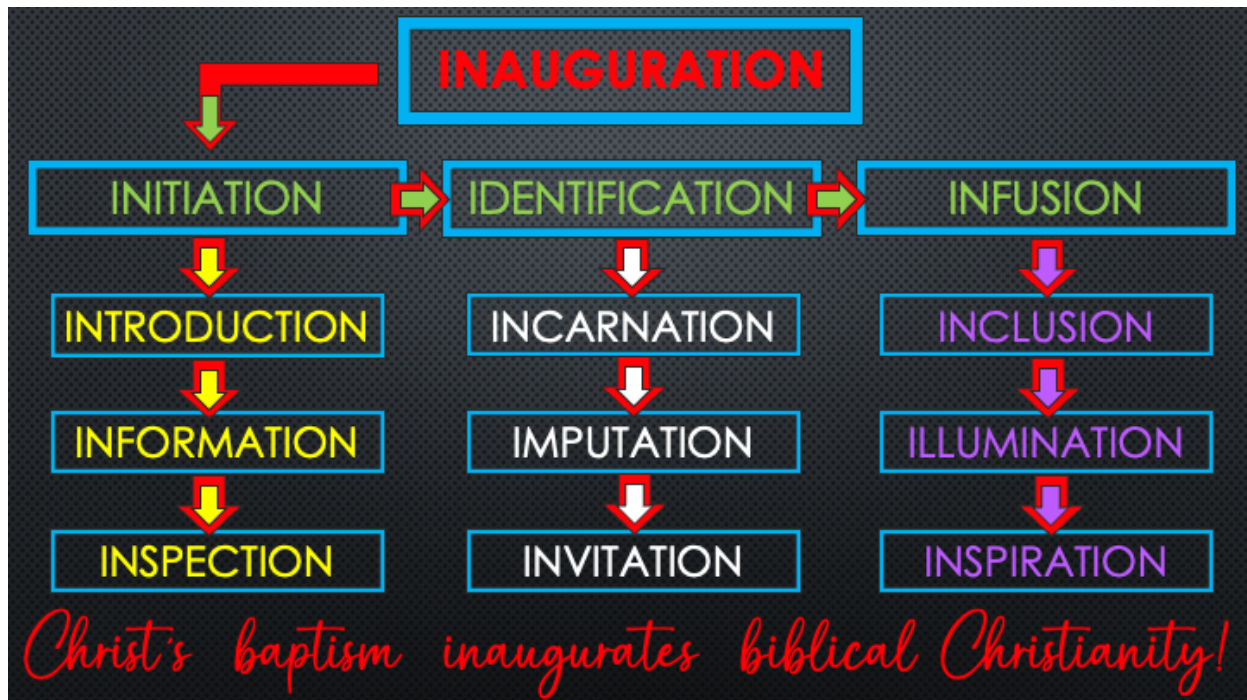 INAUGURATION
INITIATION IDENTIFICATION INFUSION
INTRODUCTION INCARNATION INCLUSION
INFORMATION IMPUTATION ILLUMINATION
INSPECTION INVITATION INSPIRATION
Christ's baptism inaugurates biblical Christianity!